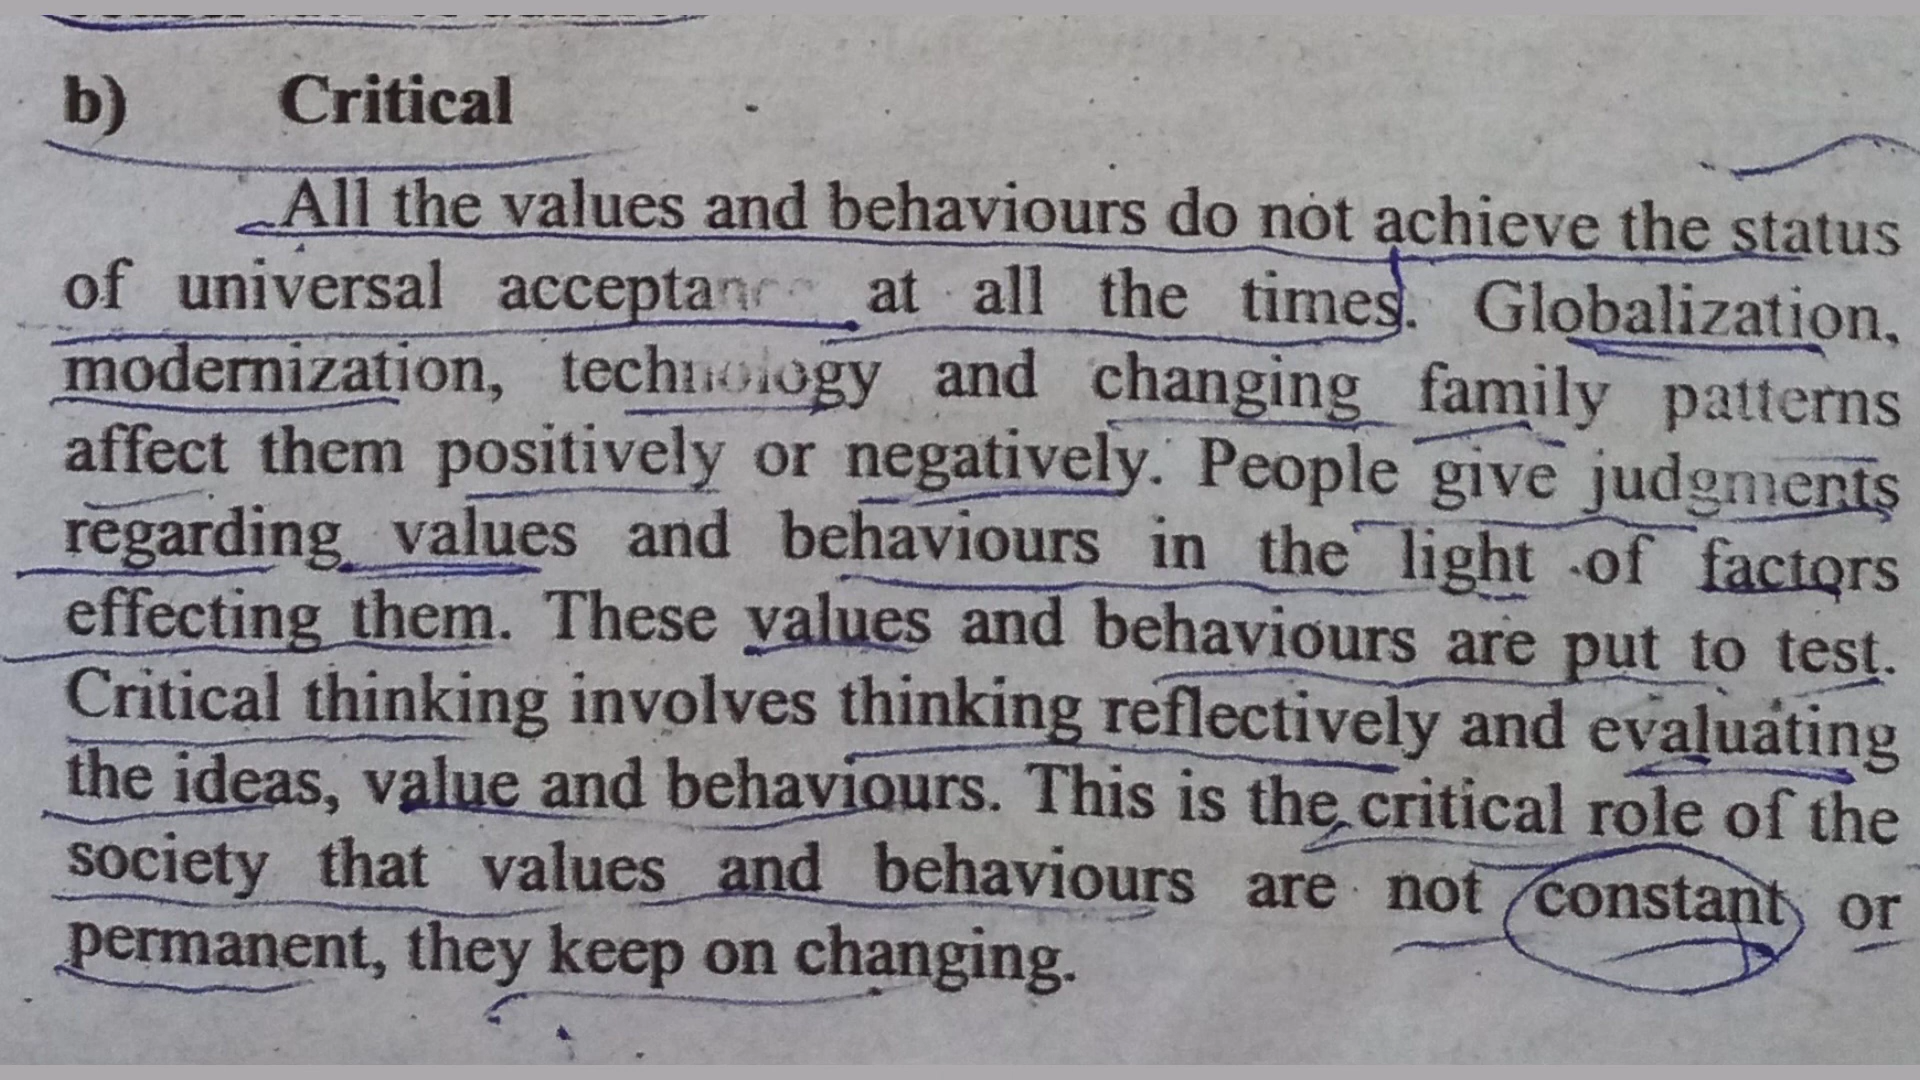 b) Critical
All the values and behaviours do not achieve the status
of universal acceptance at all the times. Globalization,
modernization, technology and changing family patterns
affect them positively or negatively. People give judgments
regarding values and behaviours in the light of factors
effecting them. These values and behaviours are put to test.
Critical thinking involves thinking reflectively and evaluating
the ideas, value and behaviours. This is the critical role of the
society that values and behaviours are not constant or
permanent, they keep on changing.